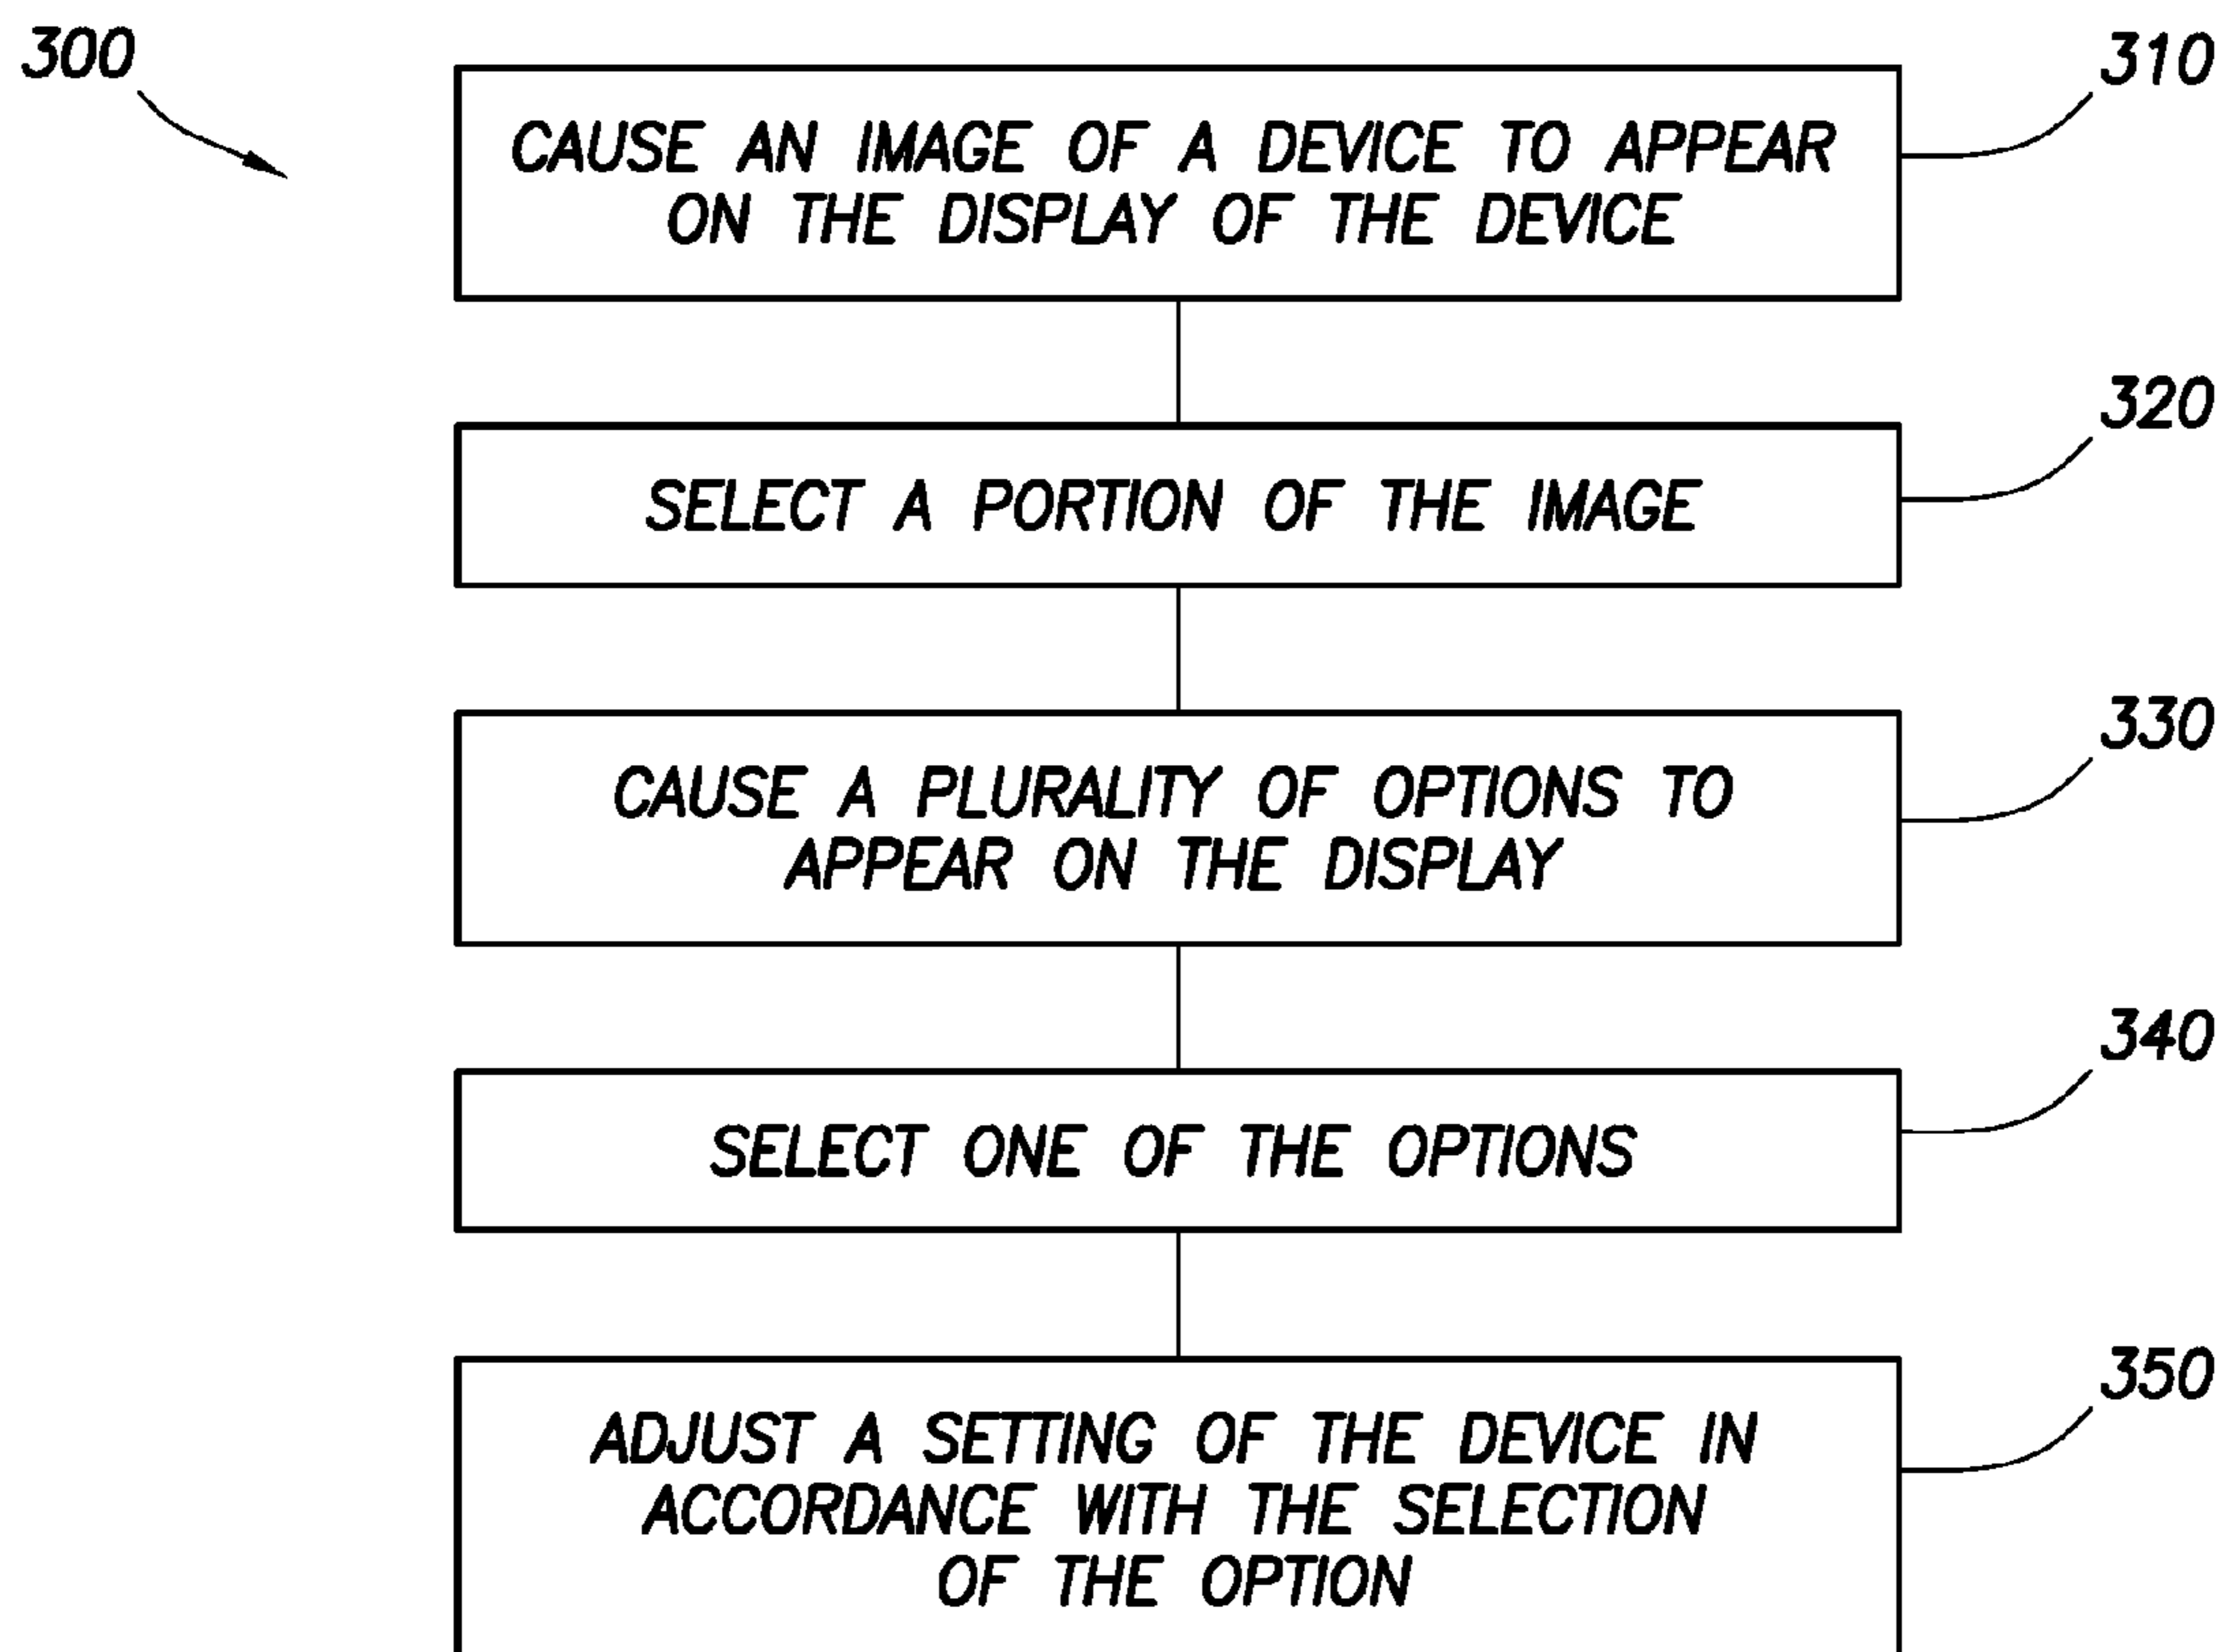 300
310
CAUSE AN IMAGE OF A DEVICE TO APPEAR
ON THE DISPLAY OF THE DEVICE
320
SELECT A PORTION OF THE IMAGE
330
CAUSE A PLURALITY OF OPTIONS TO
APPEAR ON THE DISPLAY
340
SELECT ONE OF THE OPTIONS
350
ADJUST A SETTING OF THE DEVICE IN
ACCORDANCE WITH THE SELECTION
OF THE OPTION